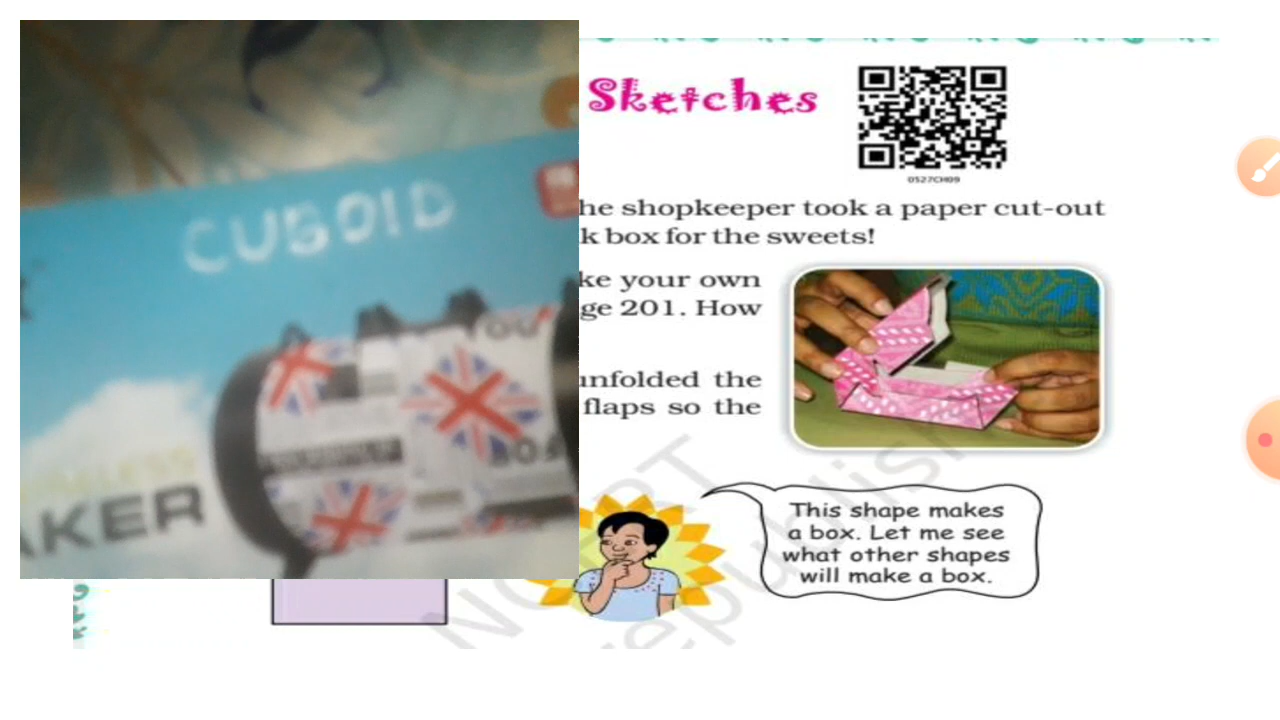 Sketches
0527CH09
he shopkeeper took a paper cut-out
k box for the sweets!
ke your own
ge 201. How
unfolded the
flaps so the
CUBOID
YOU
AKER
This shape makes
a box. Let me see
what other shapes
will make a box.